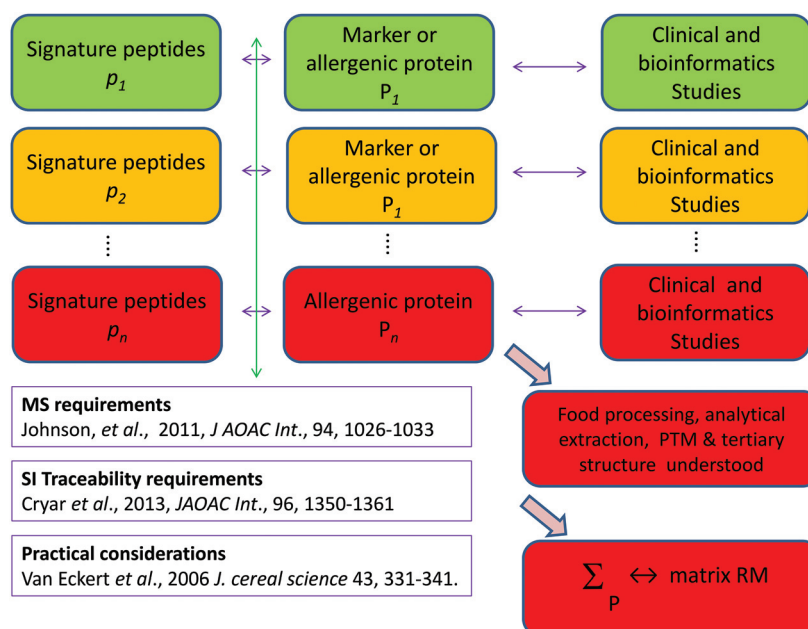 Signature peptides
p1
Marker or
allergenic protein
P1
Clinical and
bioinformatics
Studies
Signature peptides
p2
Marker or
allergenic protein
P1
Clinical and
bioinformatics
Studies
Signature peptides
pn
Allergenic protein
Pn
Clinical and
bioinformatics
Studies
MS requirements
Johnson, et al., 2011, J AOAC Int., 94, 1026-1033
SI Traceability requirements
Cryar et al., 2013, JAOAC Int., 96, 1350-1361
Practical considerations
Van Eckert et al., 2006 J. cereal science 43, 331-341.
Food processing, analytical
extraction, PTM & tertiary
structure understood
∑P ↔ matrix RM